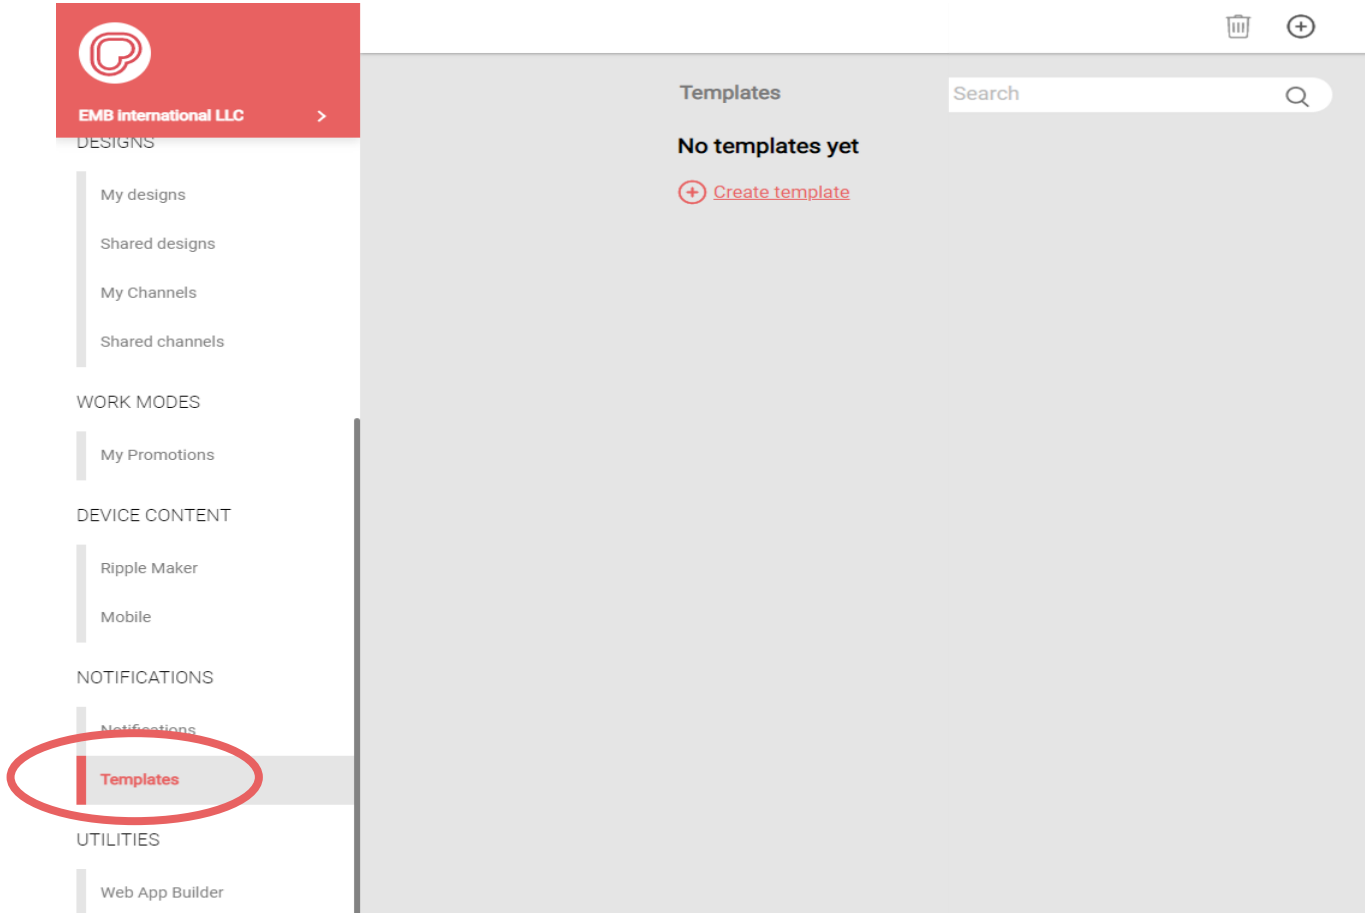 EMB International LLC
DESIGNS
My designs
Shared designs
My Channels
Shared channels
WORK MODES
My Promotions
DEVICE CONTENT
Ripple Maker
Mobile
NOTIFICATIONS
Notifications
Templates
UTILITIES
Web App Builder
Templates
Search
No templates yet
Create template